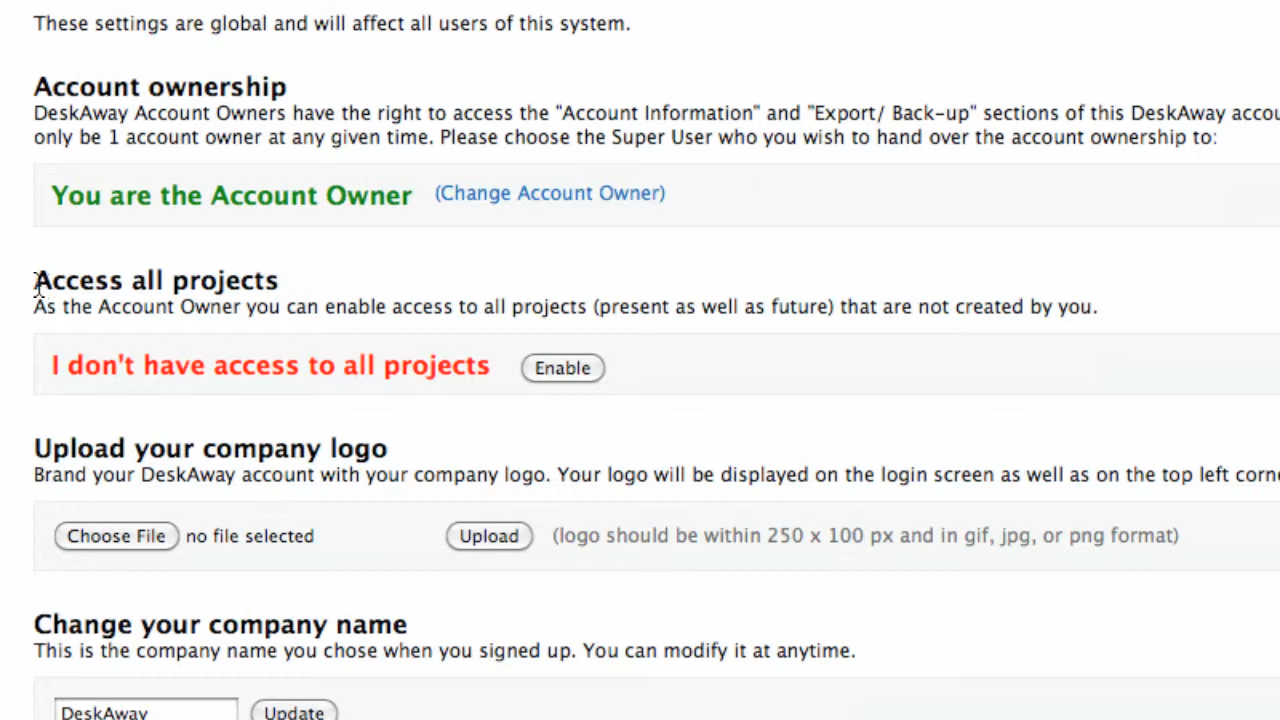 These settings are global and will affect all users of this system.
Account ownership
DeskAway Account Owners have the right to access the "Account Information" and "Export/ Back-up" sections of this DeskAway
only be 1 account owner at any given time. Please choose the Super User who you wish to hand over the account ownership to:
You are the Account Owner (Change Account Owner)
Access all projects
As the Account Owner you can enable access to all projects (present as well as future) that are not created by you.
I don't have access to all projects Enable
Upload your company logo
Brand your DeskAway account with your company logo. Your logo will be displayed on the login screen as well as on the top left
Choose File no file selected Upload (logo should be within 250 x 100 px and in gif, jpg, or png format)
Change your company name
This is the company name you chose when you signed up. You can modify it at anytime.
DeskAway Update